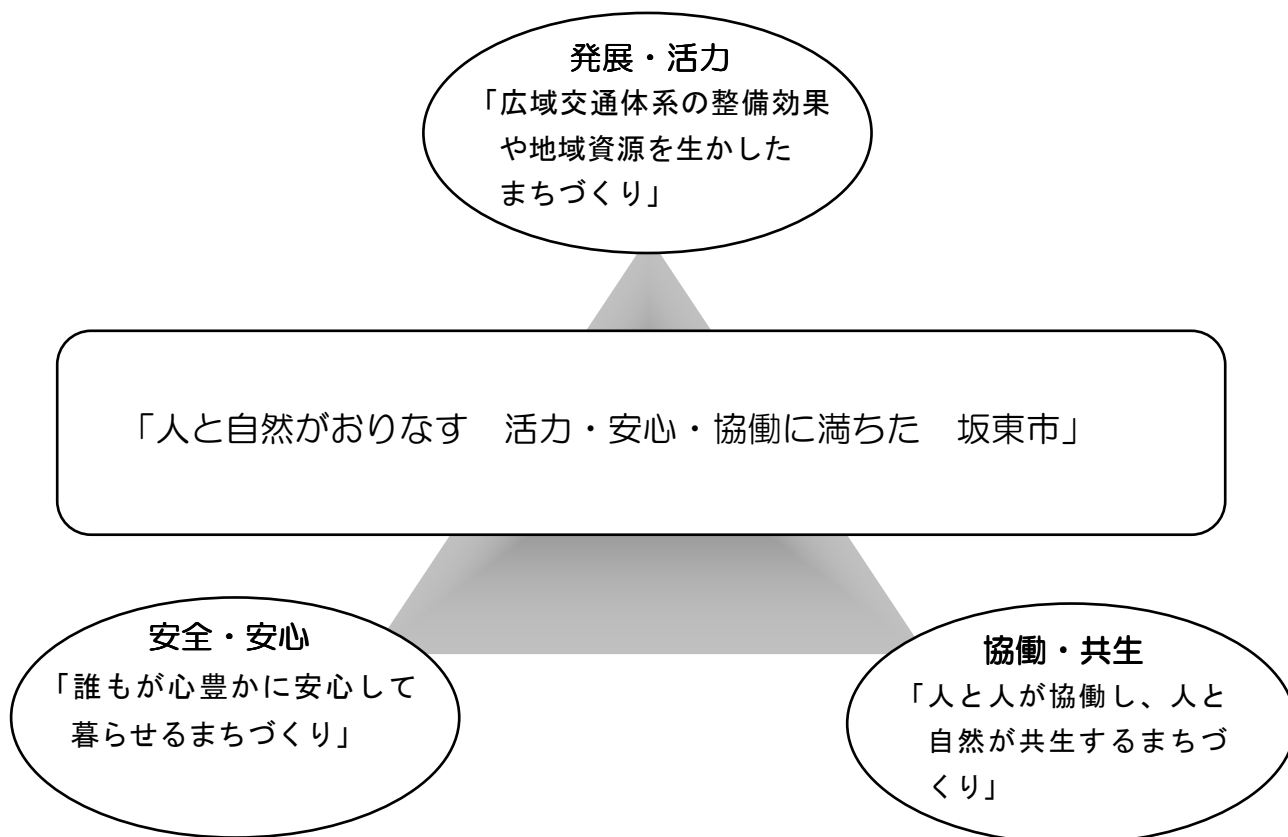 発展・活力
「広域交通体系の整備効果
や地域資源を生かした
まちづくり」
「人と自然がおりなす　活力・安心・協働に満ちた　坂東市」
安全・安心
「誰もが心豊かに安心して
暮らせるまちづくり」
協働・共生
「人と人が協働し、人と
自然が共生するまちづ
くり」